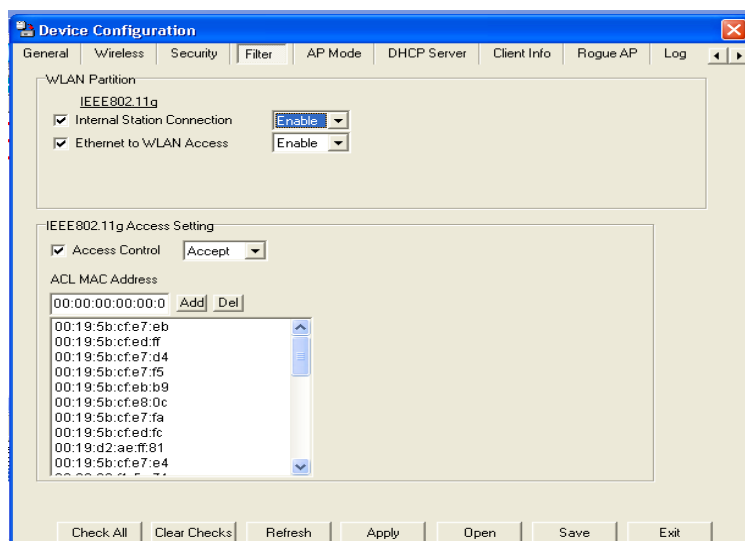 Device Configuration
General Wireless Security Filter AP Mode DHCP Server Client Info Rogue AP Log
WLAN Partition
IEEE802.11g
Internal Station Connection Enable
Ethernet to WLAN Access Enable
IEEE802.11g Access Setting
Access Control Accept
ACL MAC Address
00:00:00:00:00:0 Add Del
00:19:5b:cf:e7:eb
00:19:5b:cf:ed:ff
00:19:5b:cf:e7:d4
00:19:5b:cf:e7:f5
00:19:5b:cf:eb:b9
00:19:5b:cf:e8:0c
00:19:5b:cf:e7:fa
00:19:5b:cf:ed:fc
00:19:d2:ae:ff:81
00:19:5b:cf:e7:e4
Check All Clear Checks Refresh Apply Open Save Exit